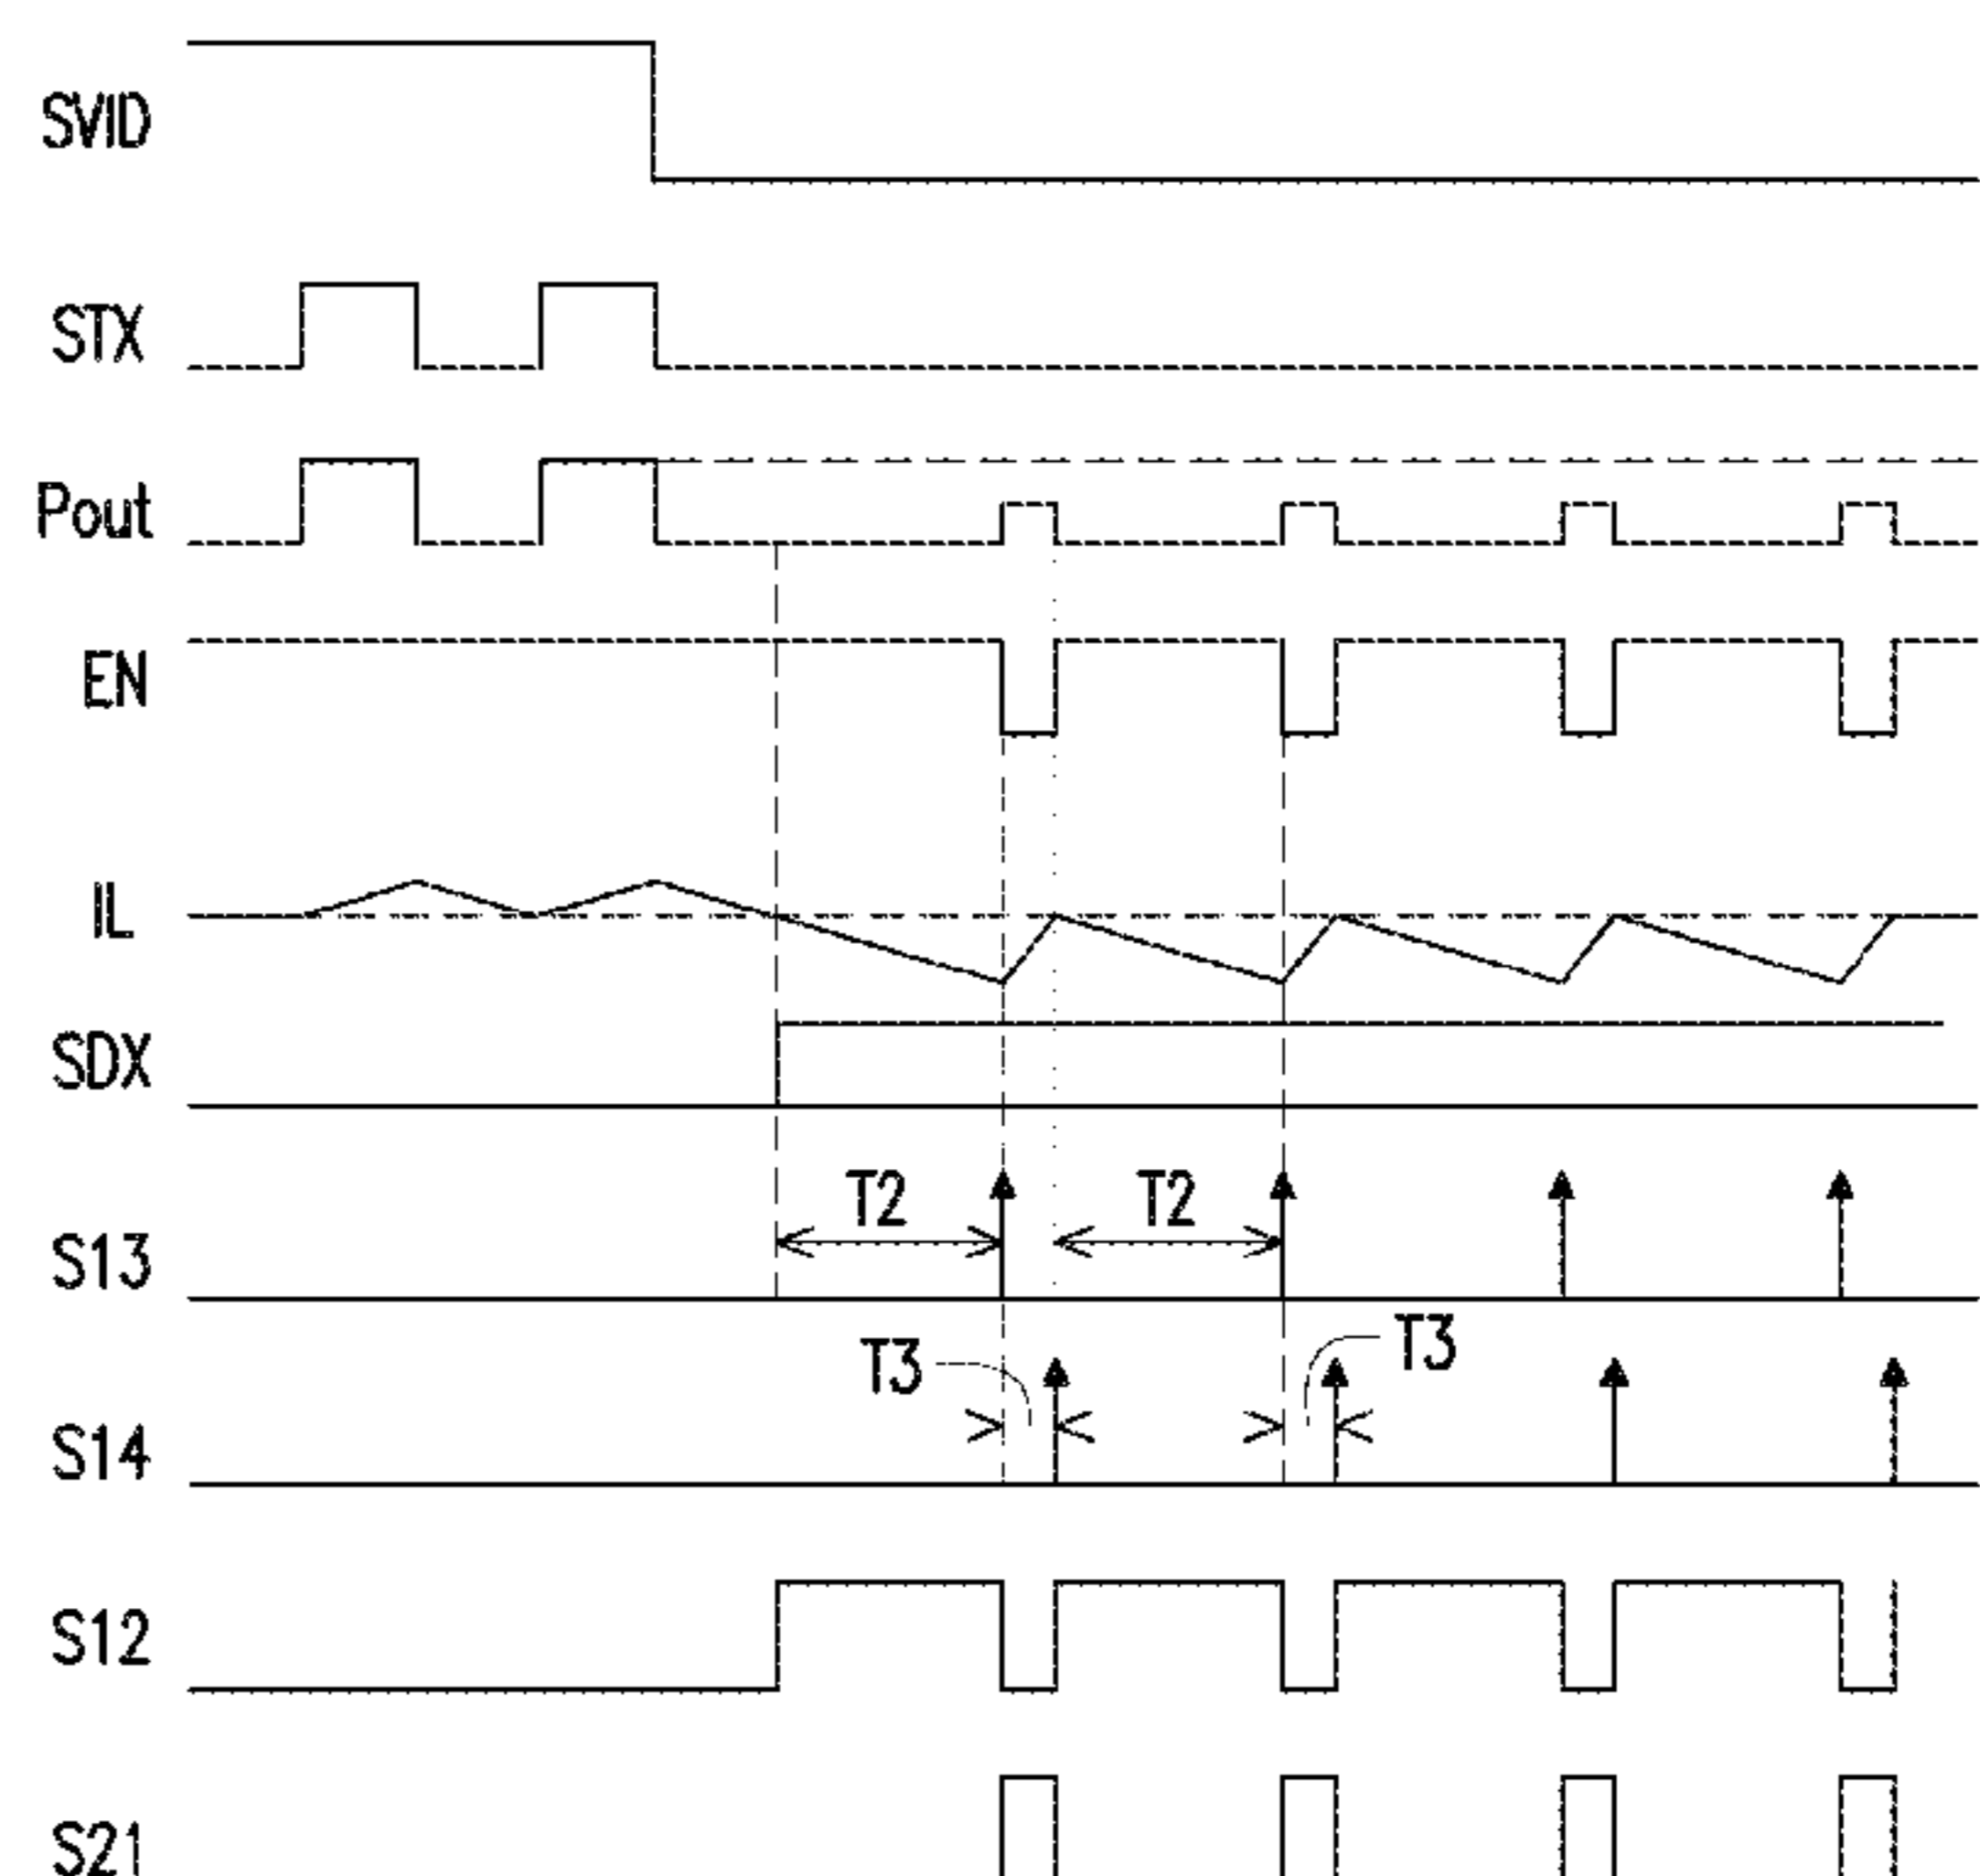 SVID
STX
Pout
EN
IL
SDX
T2 T2
S13
T3 T3
S14
S12
S21